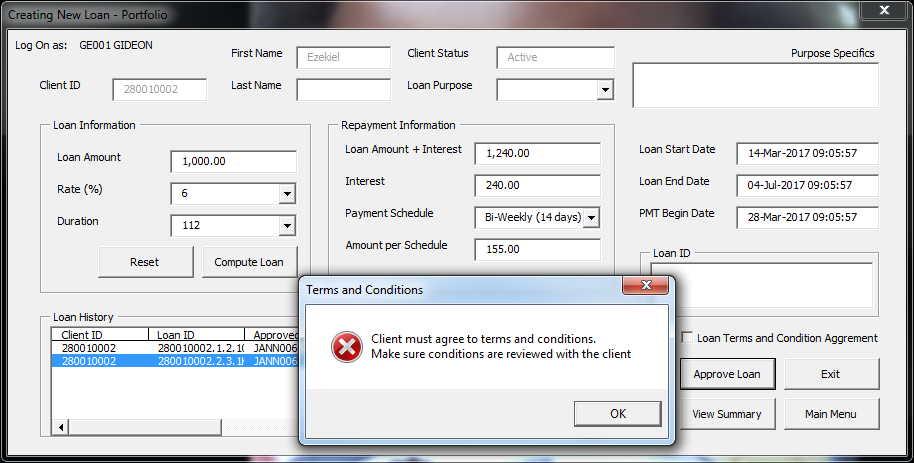 Creating New Loan - Portfolio
Log On as: GE001 GIDEON
First Name Ezekiel Client Status Active Purpose Specifics
Client ID 280010002 Last Name Loan Purpose
Loan Information
Loan Amount 1,000.00
Rate (%) 6
Duration 112
Reset Compute Loan
Repayment Information
Loan Amount + Interest 1,240.00
Interest 240.00
Payment Schedule Bi-Weekly (14 days)
Amount per Schedule 155.00
Loan Start Date 14-Mar-2017 09:05:57
Loan End Date 04-Jul-2017 09:05:57
PMT Begin Date 28-Mar-2017 09:05:57
Loan ID
Loan History
Client ID Loan ID Approved
280010002 280010002.1.2.10 JANN006
280010002 280010002.2.3.1 JANN006
Terms and Conditions
Client must agree to terms and conditions.
Make sure conditions are reviewed with the client
OK
Loan Terms and Condition Aggrement
Approve Loan Exit
View Summary Main Menu